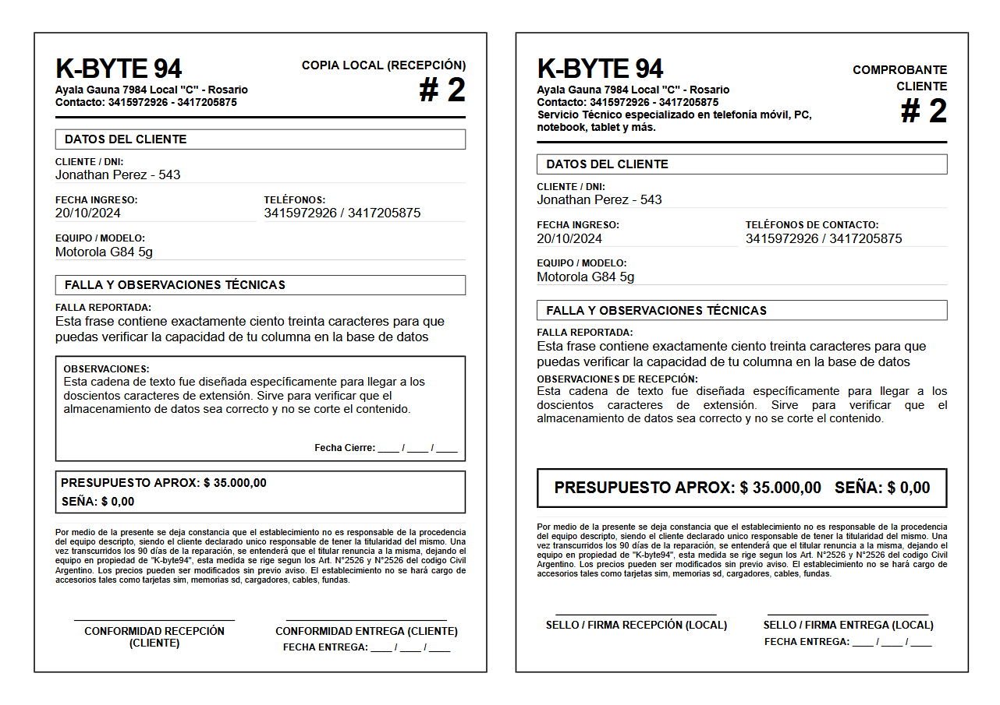 K-BYTE 94
Ayala Gauna 7984 Local "C" - Rosario
Contacto: 3415972926 - 3417205875
COPIA LOCAL (RECEPCIÓN)
# 2
DATOS DEL CLIENTE
CLIENTE / DNI:
Jonathan Perez - 543
FECHA INGRESO:
20/10/2024
TELÉFONOS:
3415972926 / 3417205875
EQUIPO / MODELO:
Motorola G84 5g
FALLA Y OBSERVACIONES TÉCNICAS
FALLA REPORTADA:
Esta frase contiene exactamente ciento treinta caracteres para que
puedas verificar la capacidad de tu columna en la base de datos
OBSERVACIONES:
Esta cadena de texto fue diseñada específicamente para llegar a los
doscientos caracteres de extensión. Sirve para verificar que el
almacenamiento de datos sea correcto y no se corte el contenido.
Fecha Cierre: ____ / ____ / ____
PRESUPUESTO APROX: $ 35.000,00
SEÑA: $ 0,00
Por medio de la presente se deja constancia que el establecimiento no es responsable de la procedencia
del equipo descripto, siendo el cliente declarado unico responsable de tener la titularidad del mismo. Una
vez transcurridos los 90 días de la reparación, se entenderá que el titular renuncia a la misma, dejando el
equipo en propiedad de "K-byte94", esta medida se rige segun los Art. N°2526 y N°2526 del codigo Civil
Argentino. Los precios pueden ser modificados sin previo aviso. El establecimiento no se hará cargo de
accesorios tales como tarjetas sim, memorias sd, cargadores, cables, fundas.
CONFORMIDAD RECEPCIÓN
(CLIENTE)
CONFORMIDAD ENTREGA (CLIENTE)
FECHA ENTREGA: ____ / ____ / ____
K-BYTE 94
Ayala Gauna 7984 Local "C" - Rosario
Contacto: 3415972926 - 3417205875
Servicio Técnico especializado en telefonía móvil, PC,
notebook, tablet y más.
COMPROBANTE
CLIENTE
# 2
DATOS DEL CLIENTE
CLIENTE / DNI:
Jonathan Perez - 543
FECHA INGRESO:
20/10/2024
TELÉFONOS DE CONTACTO:
3415972926 / 3417205875
EQUIPO / MODELO:
Motorola G84 5g
FALLA Y OBSERVACIONES TÉCNICAS
FALLA REPORTADA:
Esta frase contiene exactamente ciento treinta caracteres para que
puedas verificar la capacidad de tu columna en la base de datos
OBSERVACIONES DE RECEPCIÓN:
Esta cadena de texto fue diseñada específicamente para llegar a los
doscientos caracteres de extensión. Sirve para verificar que el
almacenamiento de datos sea correcto y no se corte el contenido.
PRESUPUESTO APROX: $ 35.000,00 SEÑA: $ 0,00
Por medio de la presente se deja constancia que el establecimiento no es responsable de la procedencia
del equipo descripto, siendo el cliente declarado unico responsable de tener la titularidad del mismo. Una
vez transcurridos los 90 días de la reparación, se entenderá que el titular renuncia a la misma, dejando el
equipo en propiedad de "K-byte94", esta medida se rige segun los Art. N°2526 y N°2526 del codigo Civil
Argentino. Los precios pueden ser modificados sin previo aviso. El establecimiento no se hará cargo de
accesorios tales como tarjetas sim, memorias sd, cargadores, cables, fundas.
SELLO / FIRMA RECEPCIÓN (LOCAL)
SELLO / FIRMA ENTREGA (LOCAL)
FECHA ENTREGA: ____ / ____ / ____